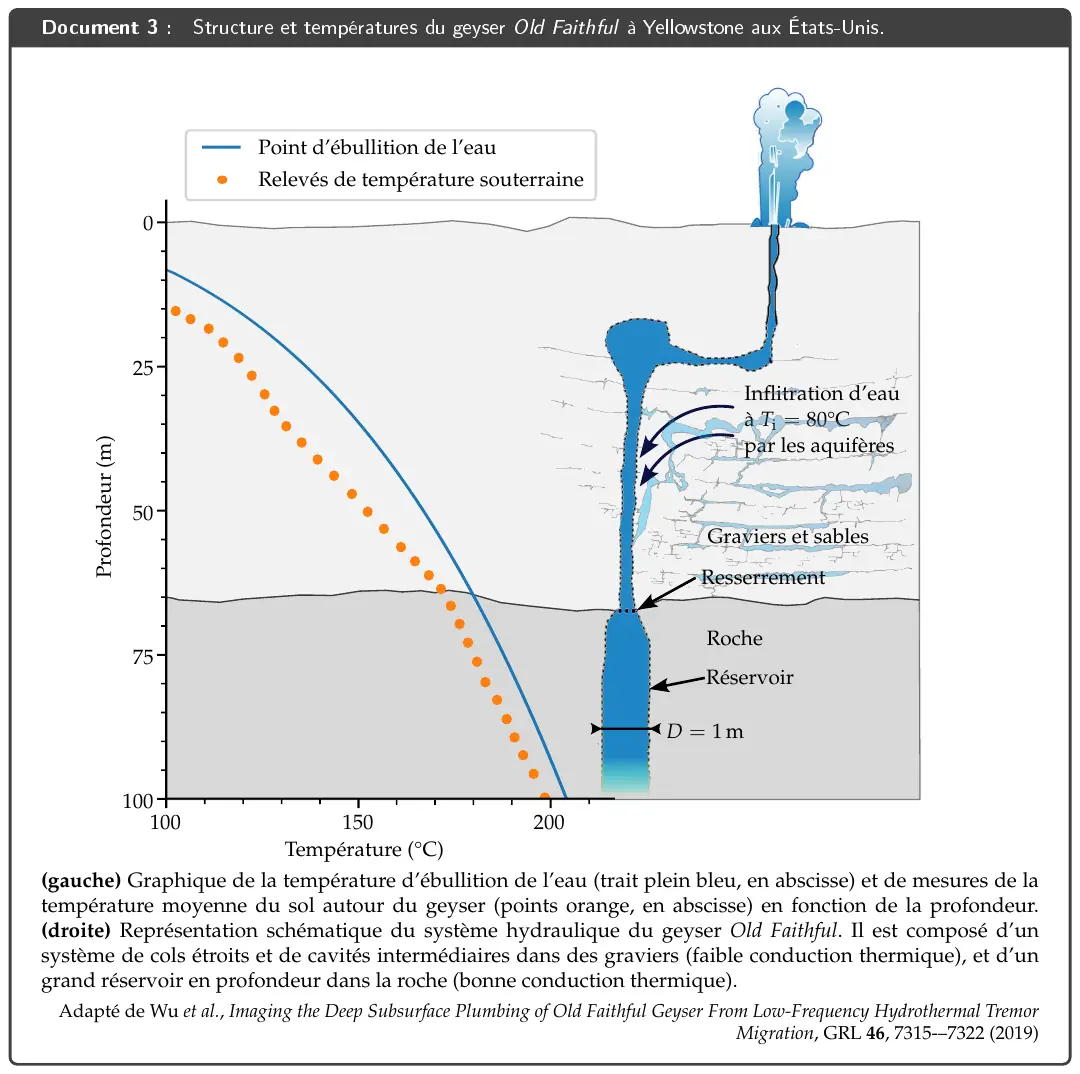 Document 3 : Structure et températures du geyser Old Faithful à Yellowstone aux États-Unis.
Point d'ébullition de l'eau
Relevés de température souterraine
0
25
50
75
100
Profondeur (m)
100
150
200
Température (°C)
Inflitration d'eau
à Ti = 80°C
par les aquifères
Graviers et sables
Resserrement
Roche
Réservoir
D = 1 m
(gauche) Graphique de la température d'ébullition de l'eau (trait plein bleu, en abscisse) et de mesures de la
température moyenne du sol autour du geyser (points orange, en abscisse) en fonction de la profondeur.
(droite) Représentation schématique du système hydraulique du geyser Old Faithful. Il est composé d'un
système de cols étroits et de cavités intermédiaires dans des graviers (faible conduction thermique), et d'un
grand réservoir en profondeur dans la roche (bonne conduction thermique).
Adapté de Wu et al., Imaging the Deep Subsurface Plumbing of Old Faithful Geyser From Low-Frequency Hydrothermal Tremor
Migration, GRL 46, 7315-–7322 (2019)